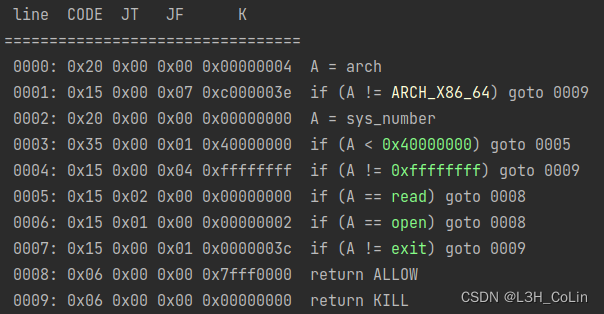 line  CODE  JT   JF      K
=================================
0000: 0x20 0x00 0x00 0x00000004  A = arch
0001: 0x15 0x00 0x07 0xc000003e  if (A != ARCH_X86_64) goto 0009
0002: 0x20 0x00 0x00 0x00000000  A = sys_number
0003: 0x35 0x00 0x01 0x40000000  if (A < 0x40000000) goto 0005
0004: 0x15 0x00 0x04 0xffffffff  if (A != 0xffffffff) goto 0009
0005: 0x15 0x02 0x00 0x00000000  if (A == read) goto 0008
0006: 0x15 0x01 0x00 0x00000002  if (A == open) goto 0008
0007: 0x15 0x00 0x01 0x0000003c  if (A != exit) goto 0009
0008: 0x06 0x00 0x00 0x7fff0000  return ALLOW
0009: 0x06 0x00 0x00 0x00000000  return KILL
CSDN @L3H_CoLin